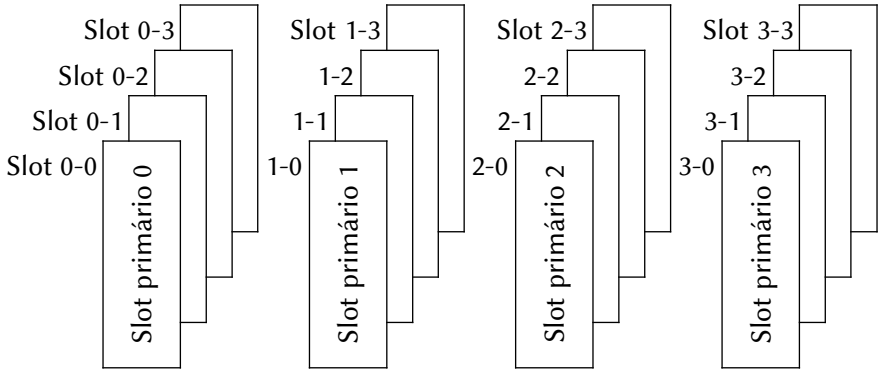 Slot 0-3
Slot 0-2
Slot 0-1
Slot 0-0
Slot primário 0
Slot 1-3
1-2
1-1
1-0
Slot primário 1
Slot 2-3
2-2
2-1
2-0
Slot primário 2
Slot 3-3
3-2
3-1
3-0
Slot primário 3